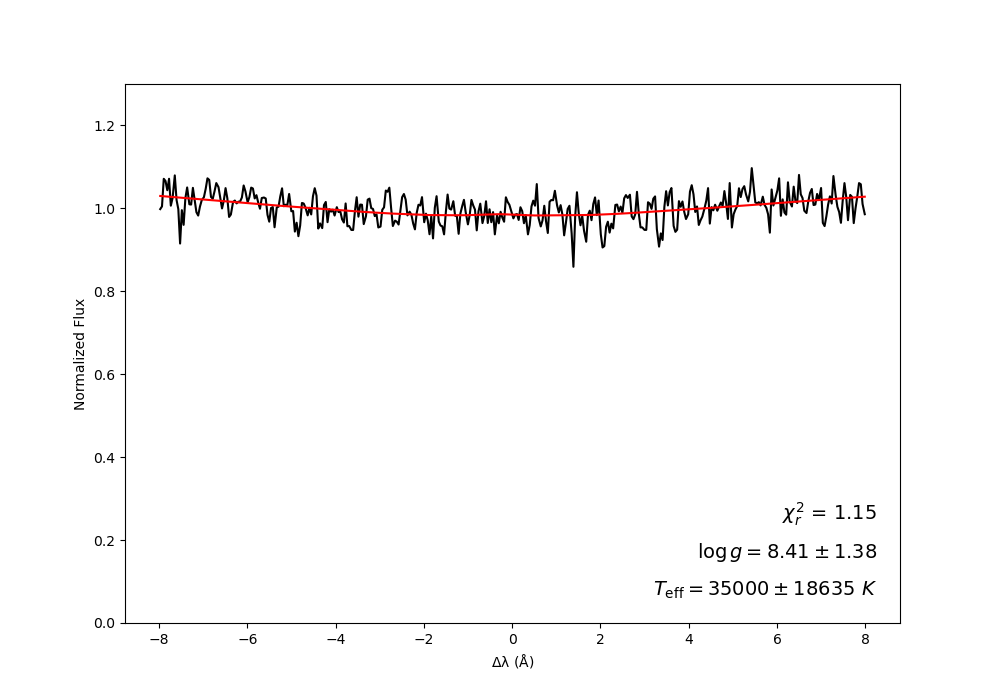 1.2
1.0
0.8
0.6
0.4
0.2
0.0
Normalized Flux
χ²ᵣ = 1.15
log g = 8.41 ± 1.38
T_eff = 35000 ± 18635 K
−8 −6 −4 −2 0 2 4 6 8
Δλ (Å)